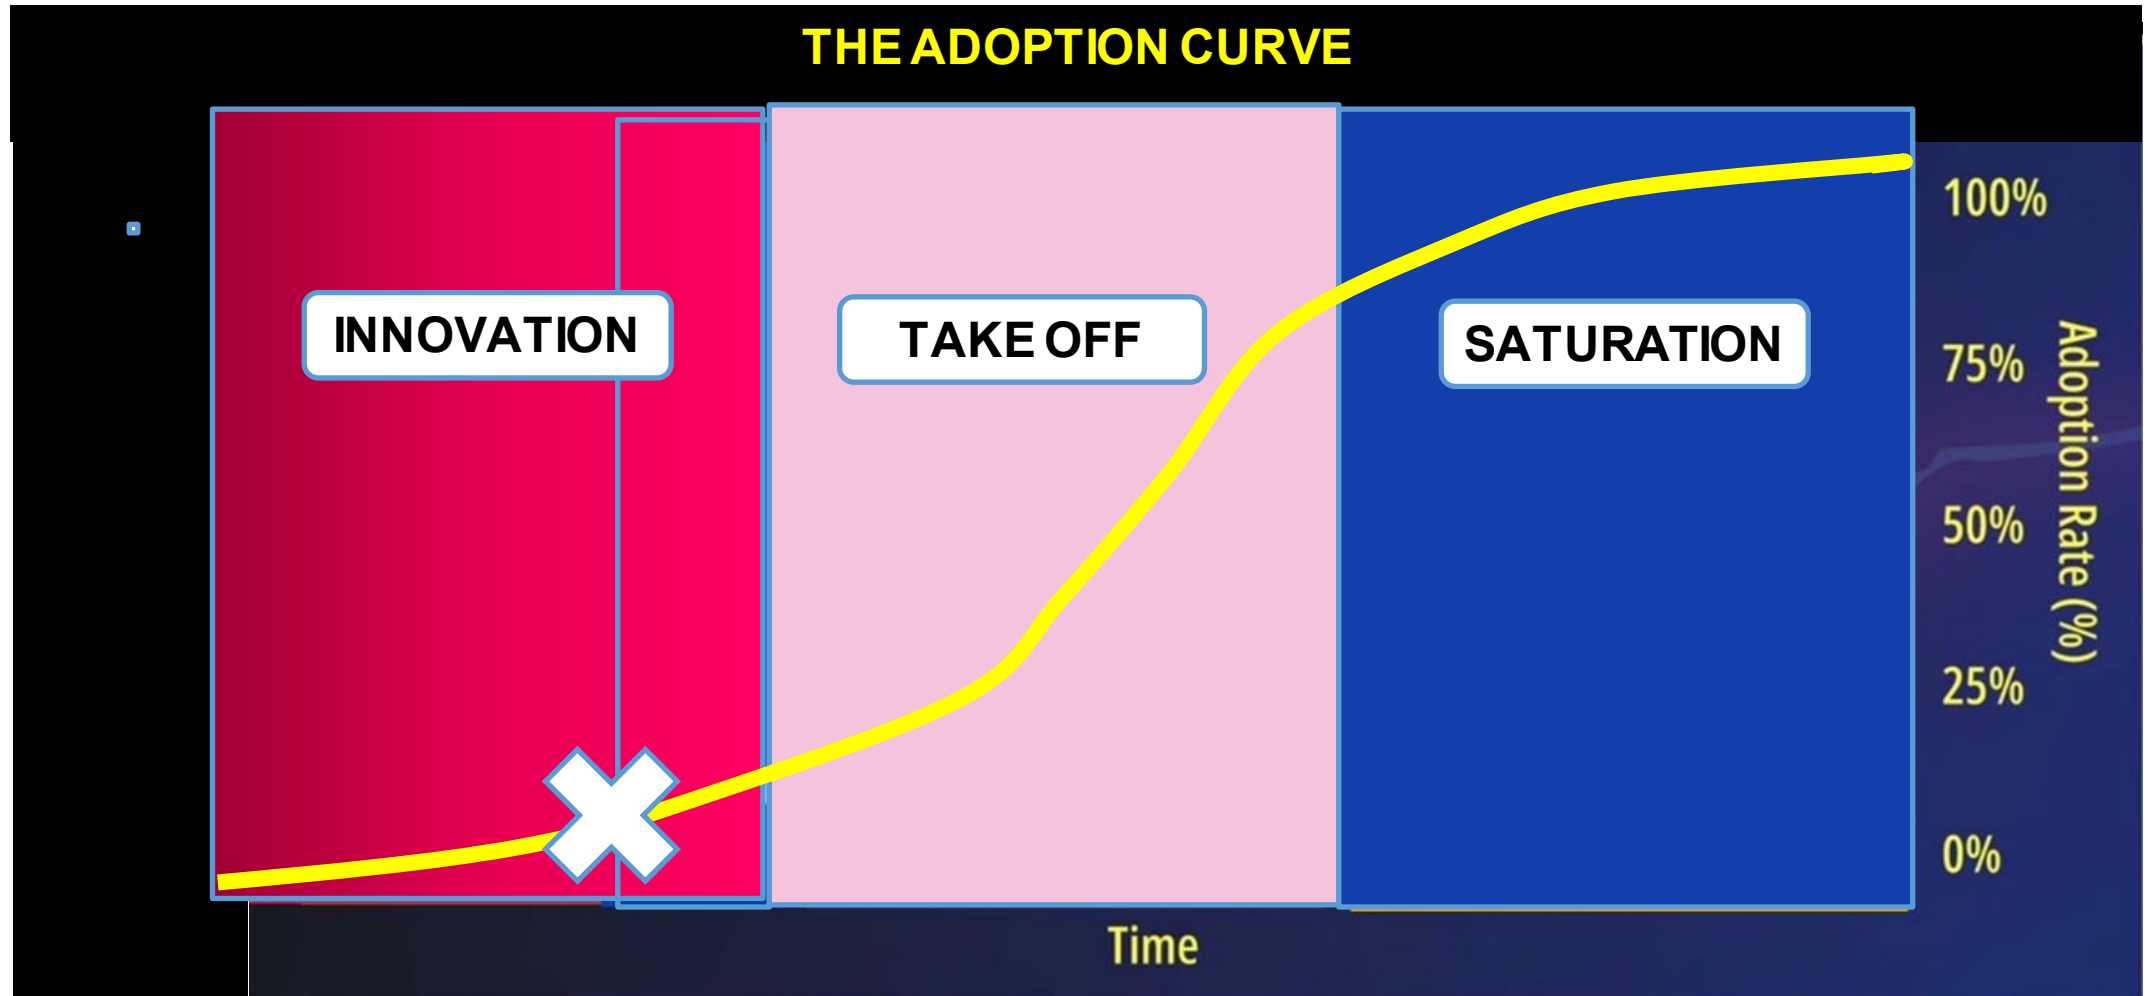 THE ADOPTION CURVE
INNOVATION
TAKE OFF
SATURATION
100%
75%
50%
25%
0%
Adoption Rate (%)
Time